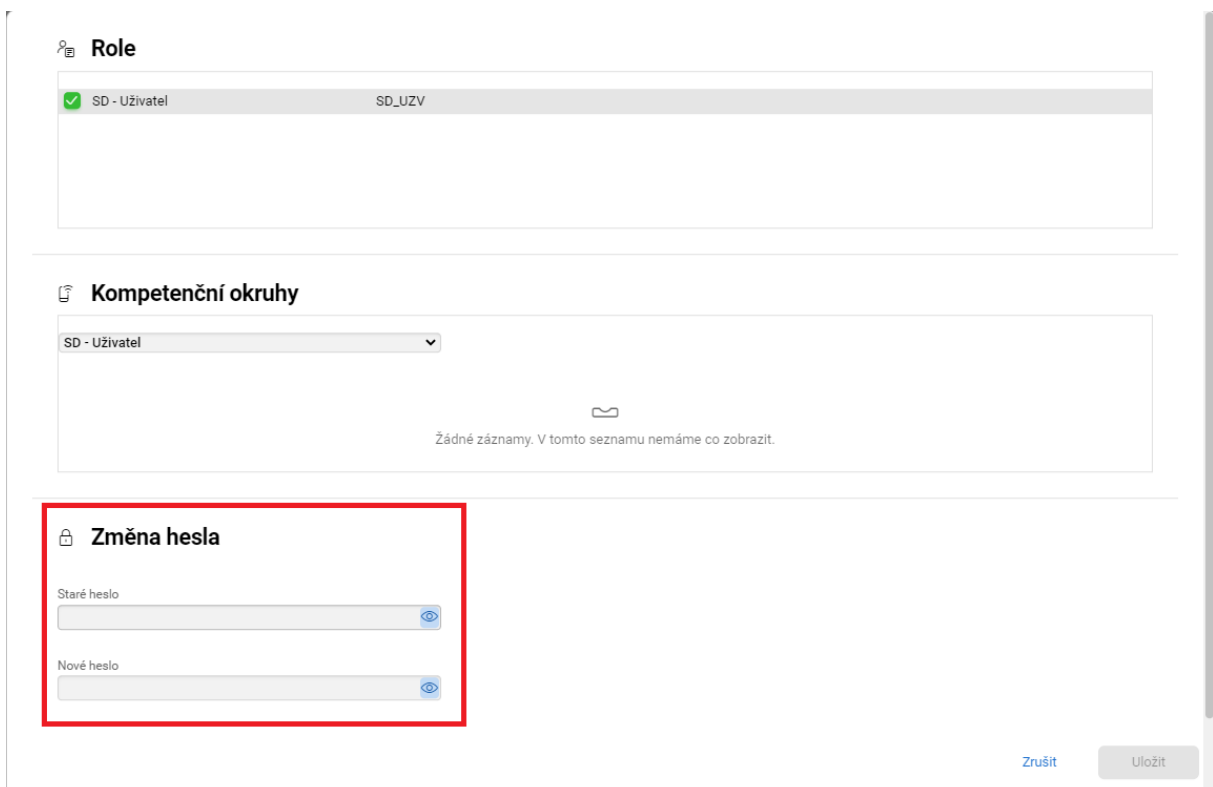 Role
SD - Uživatel SD_UZV
Kompetenční okruhy
SD - Uživatel
Žádné záznamy. V tomto seznamu nemáme co zobrazit.
Změna hesla
Staré heslo
Nové heslo
Zrušit Uložit